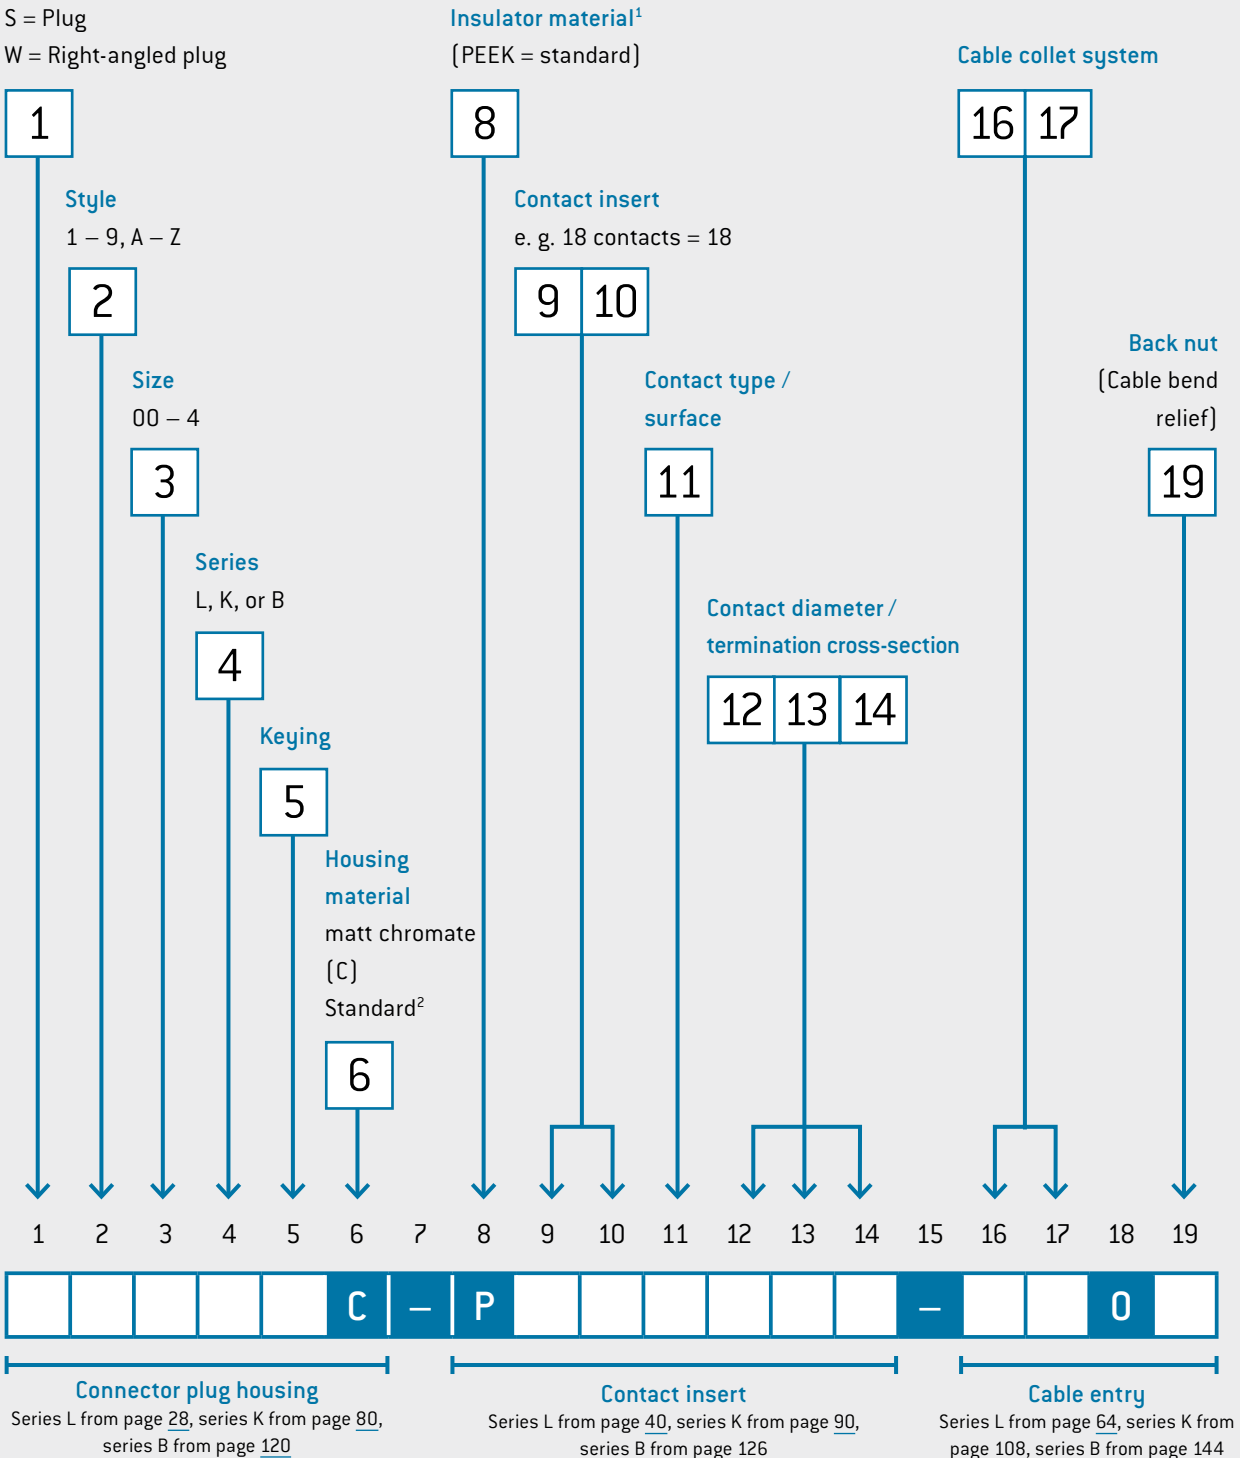 S = Plug
W = Right-angled plug
1
Style
1 – 9, A – Z
2
Size
00 – 4
3
Series
L, K, or B
4
Keying
5
Housing
material
matt chromate
(C)
Standard²
6
Insulator material¹
(PEEK = standard)
8
Contact insert
e. g. 18 contacts = 18
9 10
Contact type /
surface
11
Contact diameter /
termination cross-section
12 13 14
Cable collet system
16 17
Back nut
(Cable bend
relief)
19
1 2 3 4 5 6 7 8 9 10 11 12 13 14 15 16 17 18 19
C – P – 0
Connector plug housing
Series L from page 28, series K from page 80,
series B from page 120
Contact insert
Series L from page 40, series K from page 90,
series B from page 126
Cable entry
Series L from page 64, series K from
page 108, series B from page 144